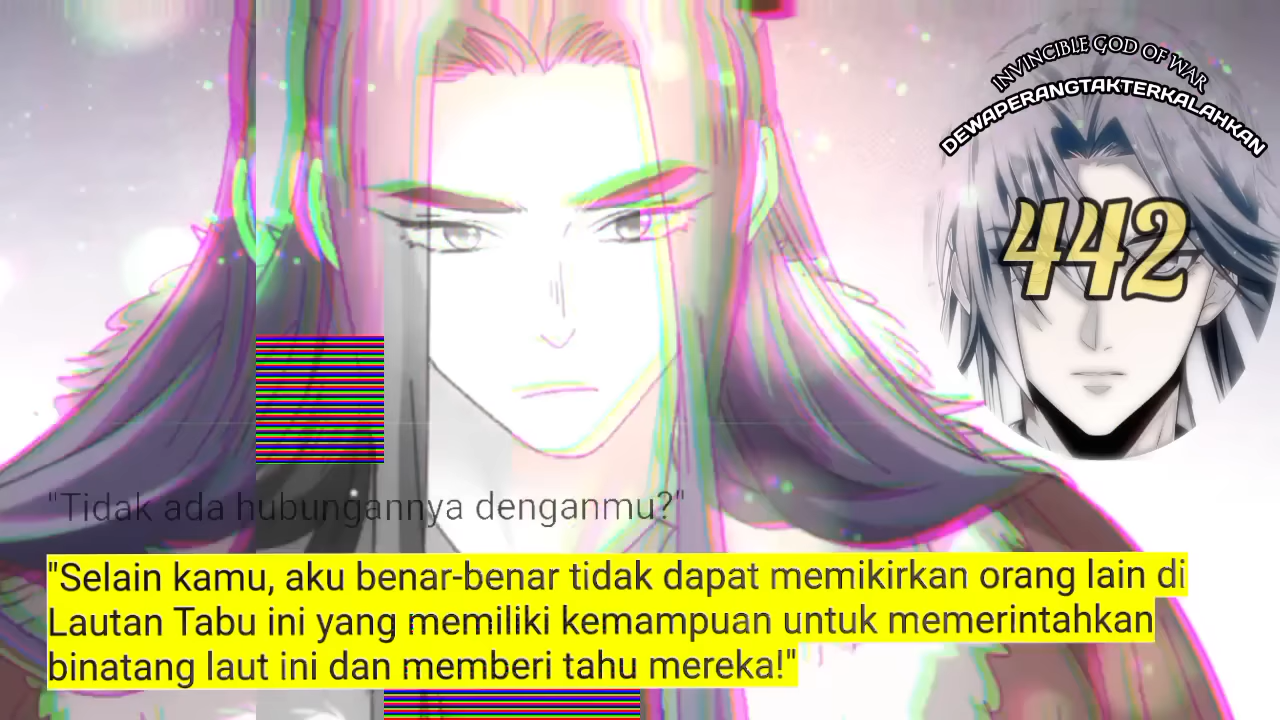 INVINCIBLE GOD OF WAR
DEWAPERANGTAKTERKALAHKAN
442
"Tidak ada hubungannya denganmu?"
"Selain kamu, aku benar-benar tidak dapat memikirkan orang lain di
Lautan Tabu ini yang memiliki kemampuan untuk memerintahkan
binatang laut ini dan memberi tahu mereka!"